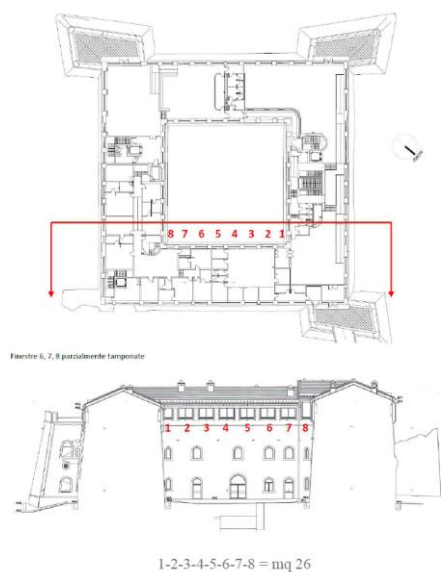 8 7 6 5 4 3 2 1
Finestre 6, 7, 8 parzialmente tamponate
1 2 3 4 5 6 7 8
1-2-3-4-5-6-7-8 = mq 26